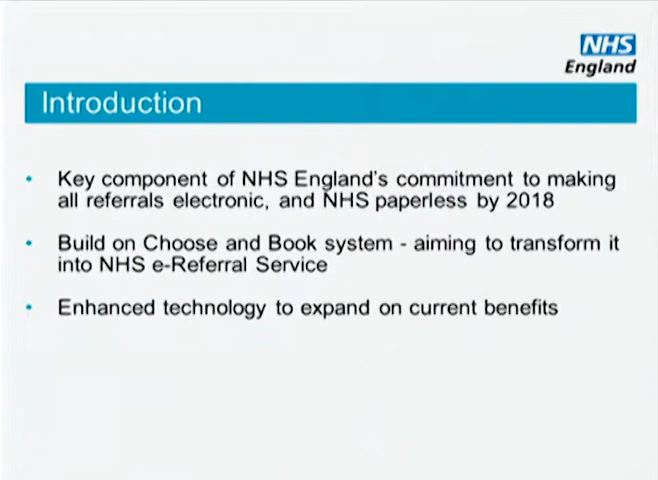 NHS
England
Introduction
• Key component of NHS England's commitment to making
all referrals electronic, and NHS paperless by 2018
• Build on Choose and Book system - aiming to transform it
into NHS e-Referral Service
• Enhanced technology to expand on current benefits